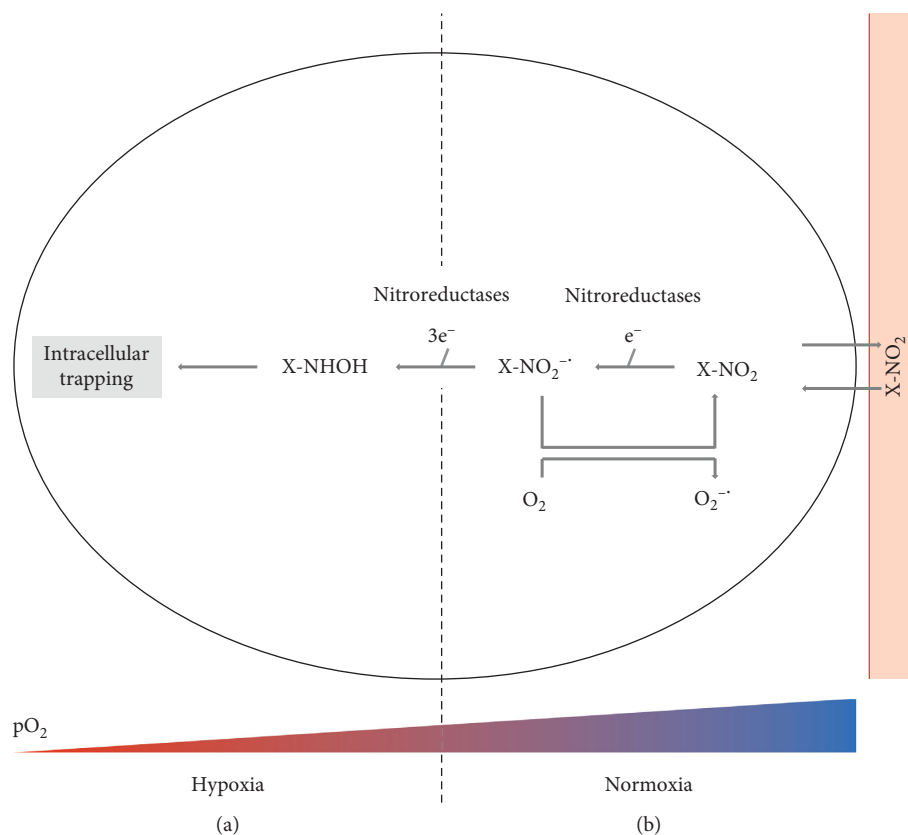 Nitroreductases
Nitroreductases
3e⁻
e⁻
Intracellular
trapping
X-NHOH
X-NO₂⁻·
X-NO₂
X-NO₂
O₂
O₂⁻·
pO₂
Hypoxia
Normoxia
(a)
(b)